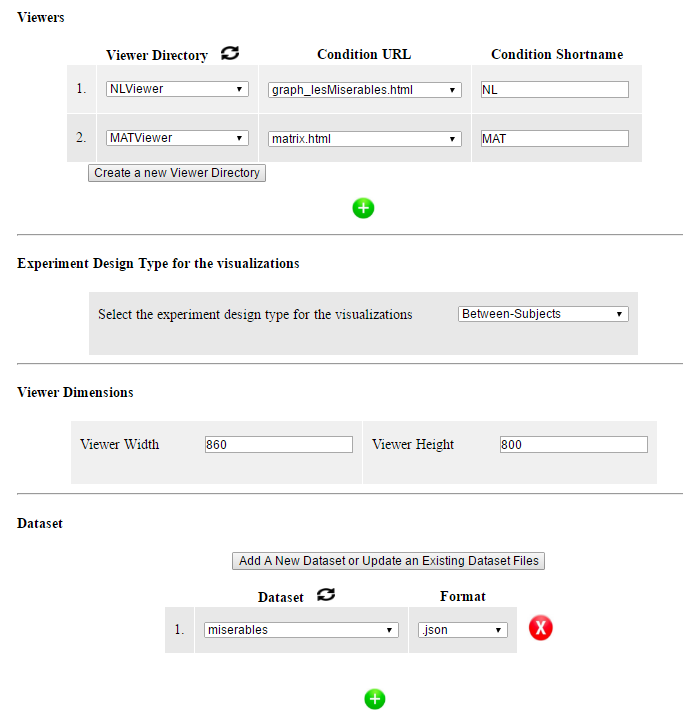 Viewers
Viewer Directory Condition URL Condition Shortname
1. NLViewer graph_lesMiserables.html NL
2. MATViewer matrix.html MAT
Create a new Viewer Directory
Experiment Design Type for the visualizations
Select the experiment design type for the visualizations Between-Subjects
Viewer Dimensions
Viewer Width 860 Viewer Height 800
Dataset
Add A New Dataset or Update an Existing Dataset Files
Dataset Format
1. miserables .json X